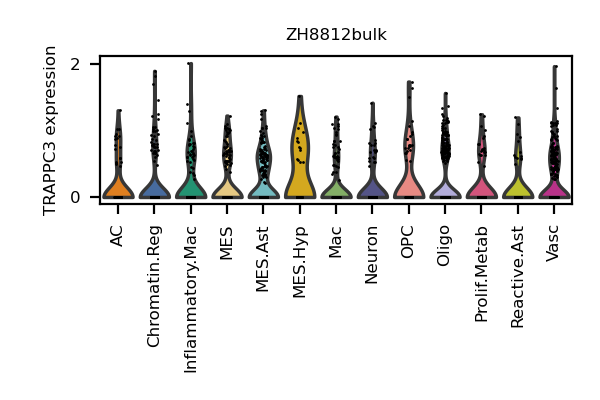 ZH8812bulk
TRAPPC3 expression
2
0
AC
Chromatin.Reg
Inflammatory.Mac
MES
MES.Ast
MES.Hyp
Mac
Neuron
OPC
Oligo
Prolif.Metab
Reactive.Ast
Vasc